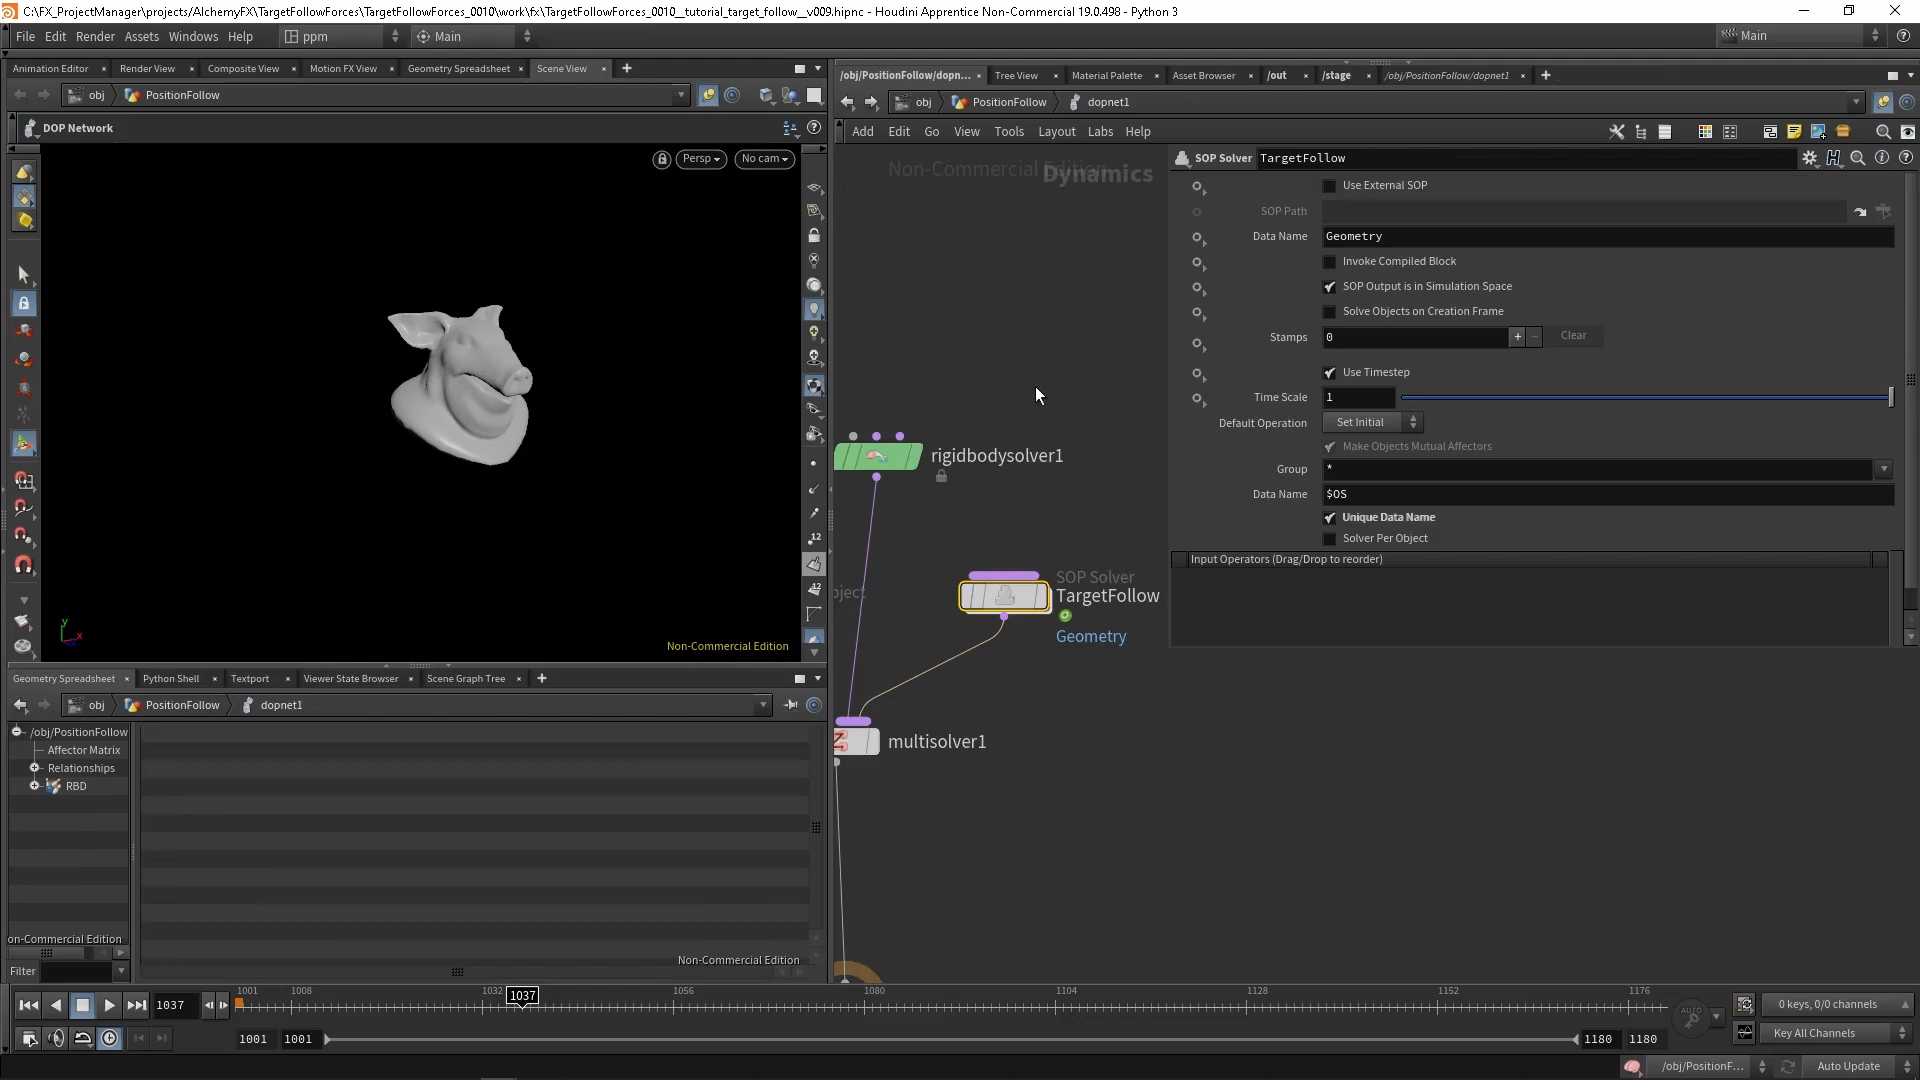 C:\FX_ProjectManager\projects/AlchemyFX\TargetFollowForces\TargetFollowForces_0010\work\fx\TargetFollowForces_0010__tutorial_target_follow__v009.hipnc - Houdini Apprentice Non-Commercial 19.0.498 - Python 3
File Edit Render Assets Windows Help ppm Main Main
Animation Editor Render View Composite View Motion FX View Geometry Spreadsheet Scene View
obj PositionFollow
DOP Network
Persp No cam
Non-Commercial Edition
Geometry Spreadsheet Python Shell Textport Viewer State Browser Scene Graph Tree
obj PositionFollow dopnet1
/obj/PositionFollow
Affector Matrix
Relationships
RBD
on-Commercial Edition
Non-Commercial Edition
Filter
/obj/PositionFollow/dopn... Tree View Material Palette Asset Browser /out /stage /obj/PositionFollow/dopnet1
obj PositionFollow dopnet1
Add Edit Go View Tools Layout Labs Help
Non-Commercial Edition
Dynamics
rigidbodysolver1
SOP Solver
TargetFollow
Geometry
multisolver1
SOP Solver TargetFollow
Use External SOP
SOP Path
Data Name Geometry
Invoke Compiled Block
SOP Output is in Simulation Space
Solve Objects on Creation Frame
Stamps 0 + - Clear
Use Timestep
Time Scale 1
Default Operation Set Initial
Make Objects Mutual Affectors
Group *
Data Name $OS
Unique Data Name
Solver Per Object
Input Operators (Drag/Drop to reorder)
1037 1001 1008 1032 1037 1056 1080 1104 1128 1152 1176
AUTO
0 keys, 0/0 channels
1001 1001 1180 1180
Key All Channels
/obj/PositionF... Auto Update